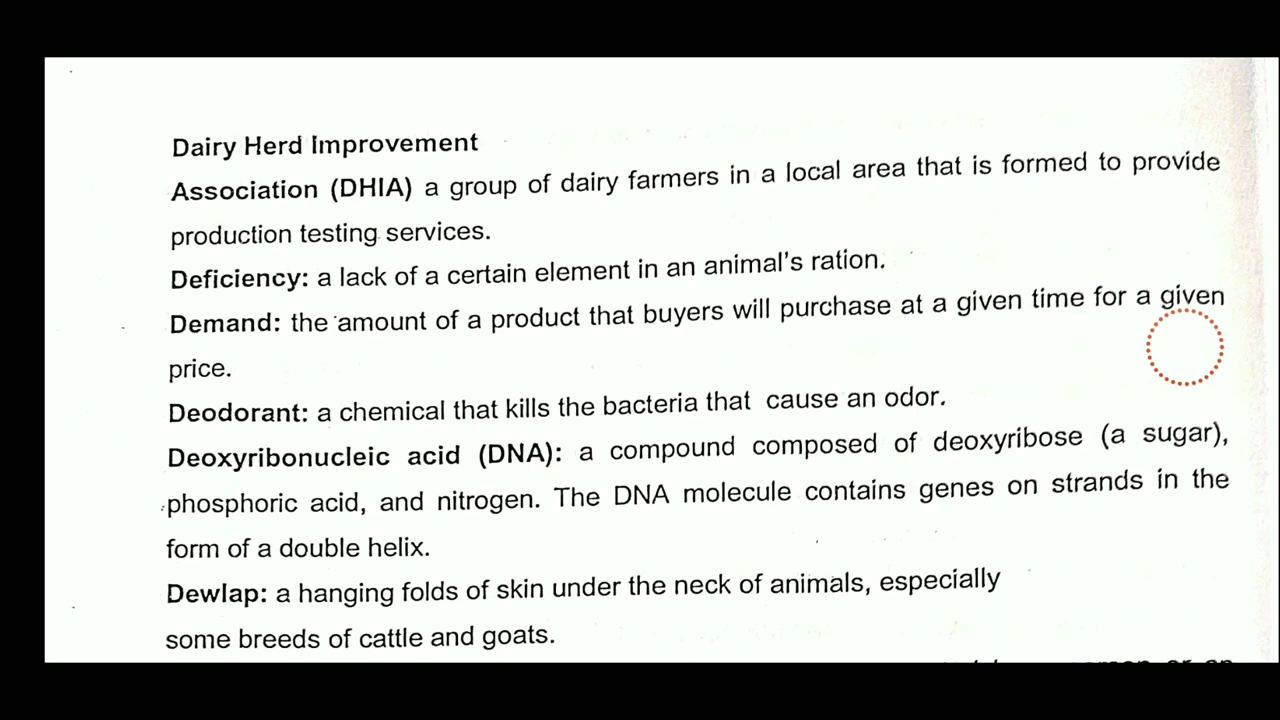 Dairy Herd Improvement
Association (DHIA) a group of dairy farmers in a local area that is formed to provide
production testing services.
Deficiency: a lack of a certain element in an animal's ration.
Demand: the amount of a product that buyers will purchase at a given time for a given
price.
Deodorant: a chemical that kills the bacteria that cause an odor.
Deoxyribonucleic acid (DNA): a compound composed of deoxyribose (a sugar),
phosphoric acid, and nitrogen. The DNA molecule contains genes on strands in the
form of a double helix.
Dewlap: a hanging folds of skin under the neck of animals, especially
some breeds of cattle and goats.